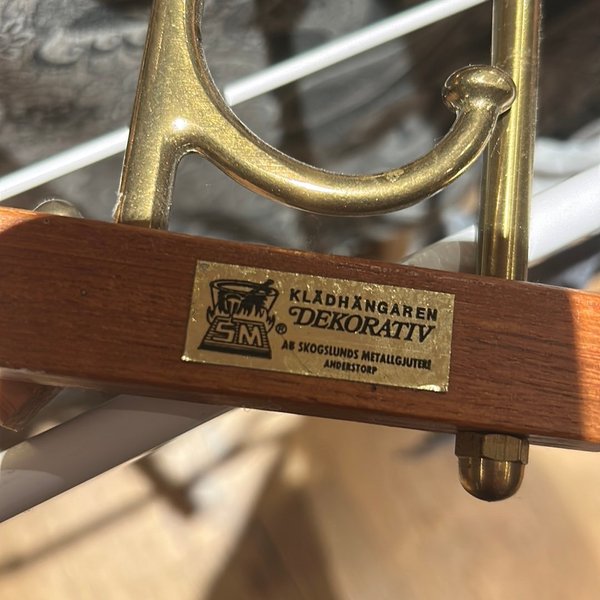 SM ®
KLÄDHÄNGAREN
DEKORATIV
AB SKOGSLUNDS METALLGJUTERI
ANDERSTORP